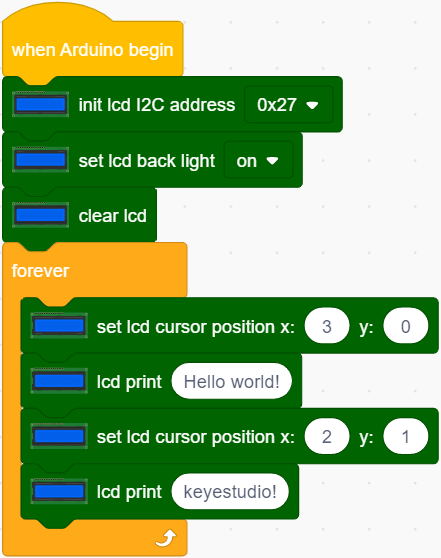 when Arduino begin
init lcd I2C address 0x27
set lcd back light on
clear lcd
forever
set lcd cursor position x: 3 y: 0
lcd print Hello world!
set lcd cursor position x: 2 y: 1
lcd print keyestudio!